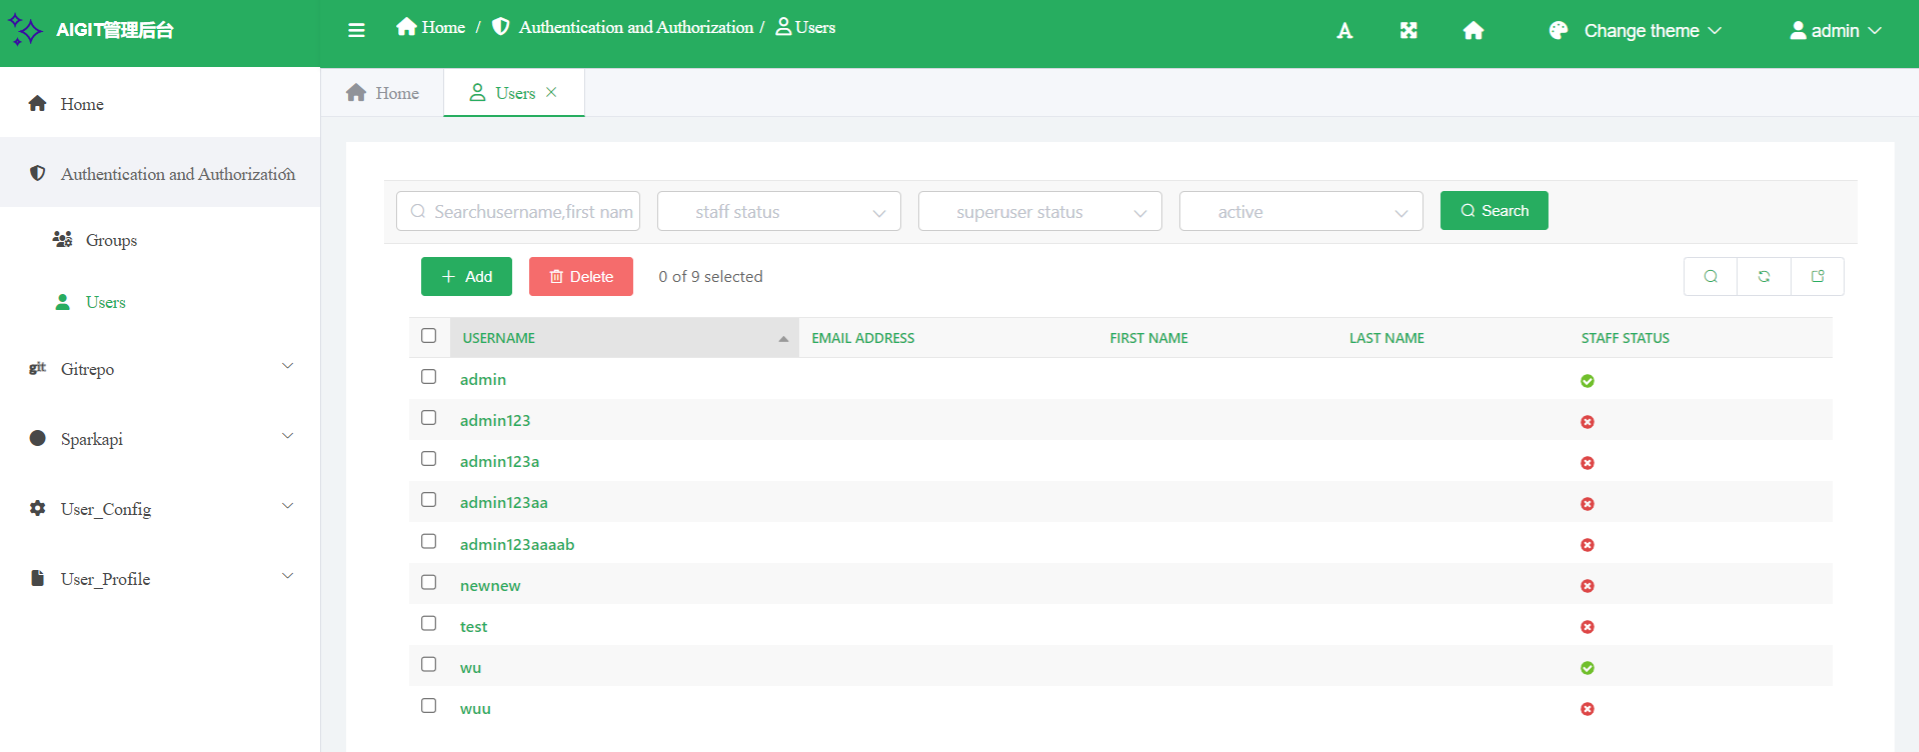 AIGIT管理后台
Home / Authentication and Authorization / Users
A
Change theme
admin
Home
Users
Home
Authentication and Authorization
Groups
Users
git Gitrepo
Sparkapi
User_Config
User_Profile
Searchusername,first nam
staff status
superuser status
active
Search
Add
Delete
0 of 9 selected
USERNAME EMAIL ADDRESS FIRST NAME LAST NAME STAFF STATUS
admin
admin123
admin123a
admin123aa
admin123aaaab
newnew
test
wu
wuu